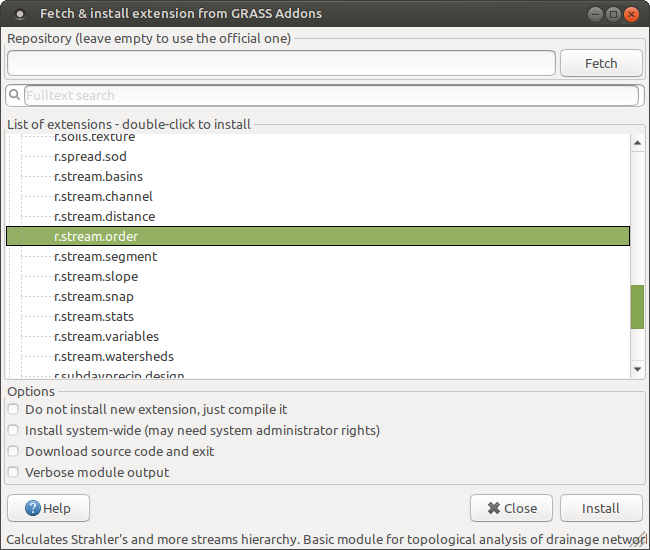 Fetch & install extension from GRASS Addons
Repository (leave empty to use the official one)
Fetch
Fulltext search
List of extensions - double-click to install
r.soils.texture
r.spread.sod
r.stream.basins
r.stream.channel
r.stream.distance
r.stream.order
r.stream.segment
r.stream.slope
r.stream.snap
r.stream.stats
r.stream.variables
r.stream.watersheds
r.subdayprecip.design
Options
Do not install new extension, just compile it
Install system-wide (may need system administrator rights)
Download source code and exit
Verbose module output
Help
Close
Install
Calculates Strahler's and more streams hierarchy. Basic module for topological analysis of drainage networ